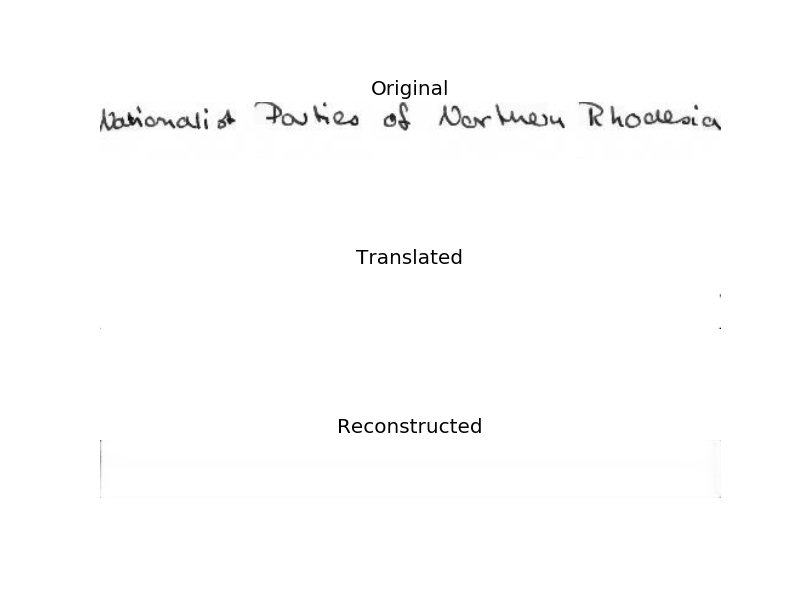 Original
Nationalist Parties of Northern Rhodesia
Translated
Reconstructed